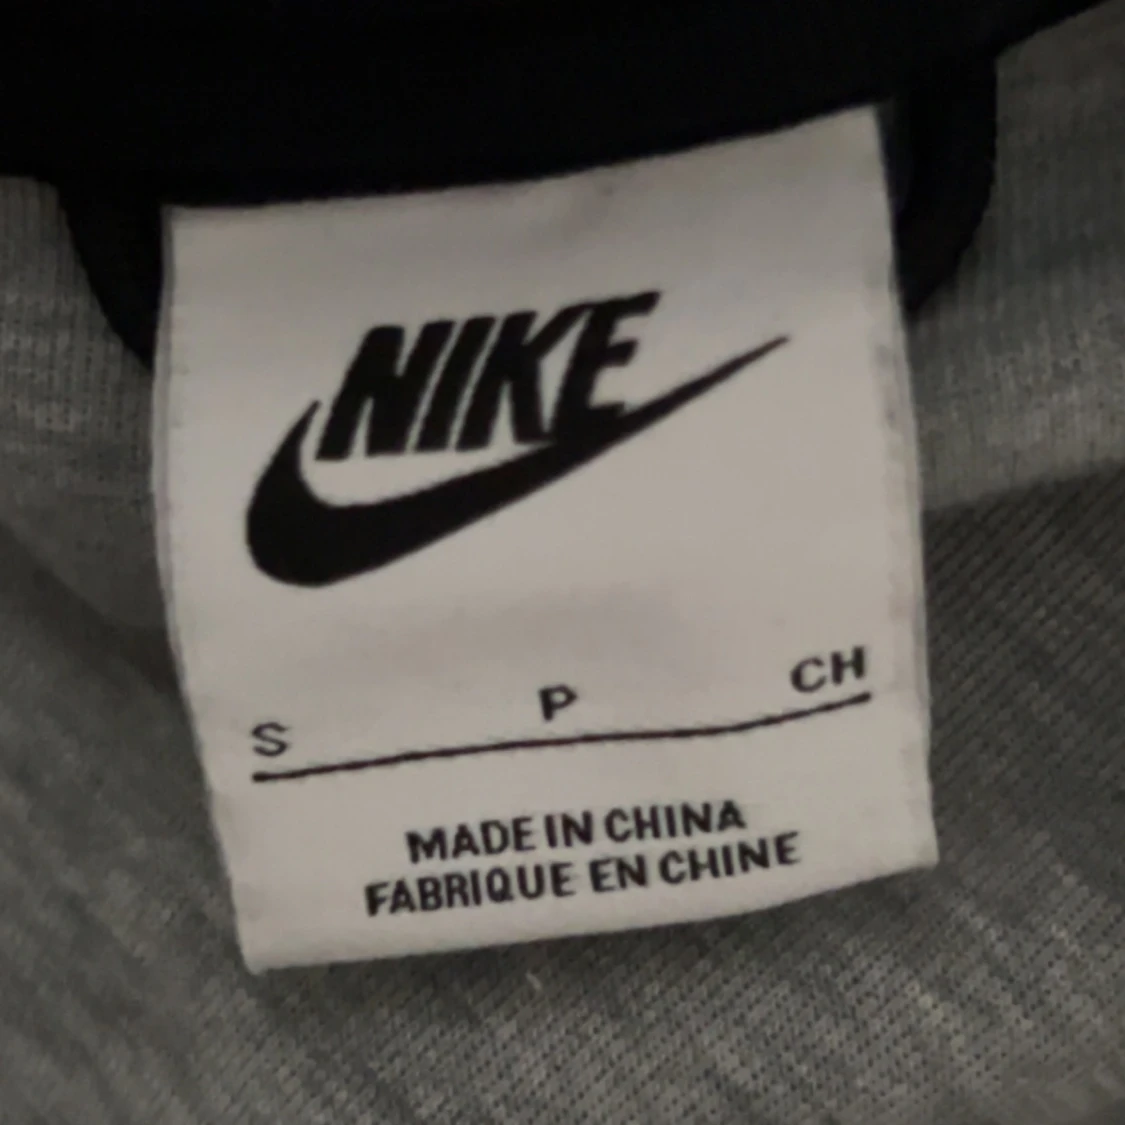 NIKE
S P CH
MADE IN CHINA
FABRIQUE EN CHINE